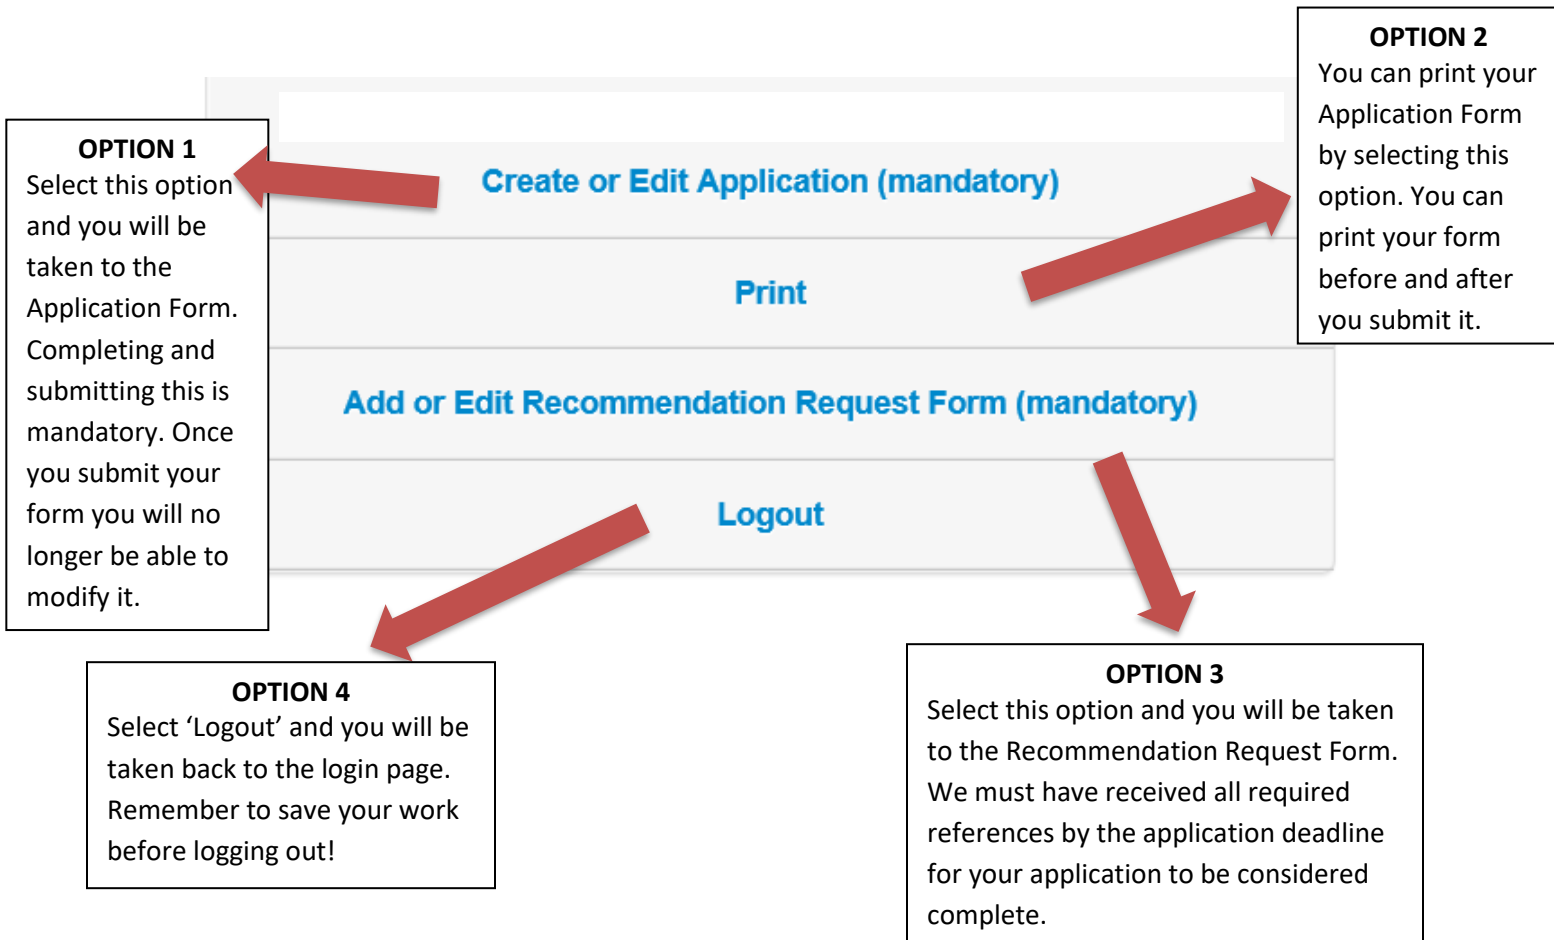 OPTION 1
Select this option
and you will be
taken to the
Application Form.
Completing and
submitting this is
mandatory. Once
you submit your
form you will no
longer be able to
modify it.
OPTION 2
You can print your
Application Form
by selecting this
option. You can
print your form
before and after
you submit it.
Create or Edit Application (mandatory)
Print
Add or Edit Recommendation Request Form (mandatory)
Logout
OPTION 4
Select ‘Logout’ and you will be
taken back to the login page.
Remember to save your work
before logging out!
OPTION 3
Select this option and you will be taken
to the Recommendation Request Form.
We must have received all required
references by the application deadline
for your application to be considered
complete.